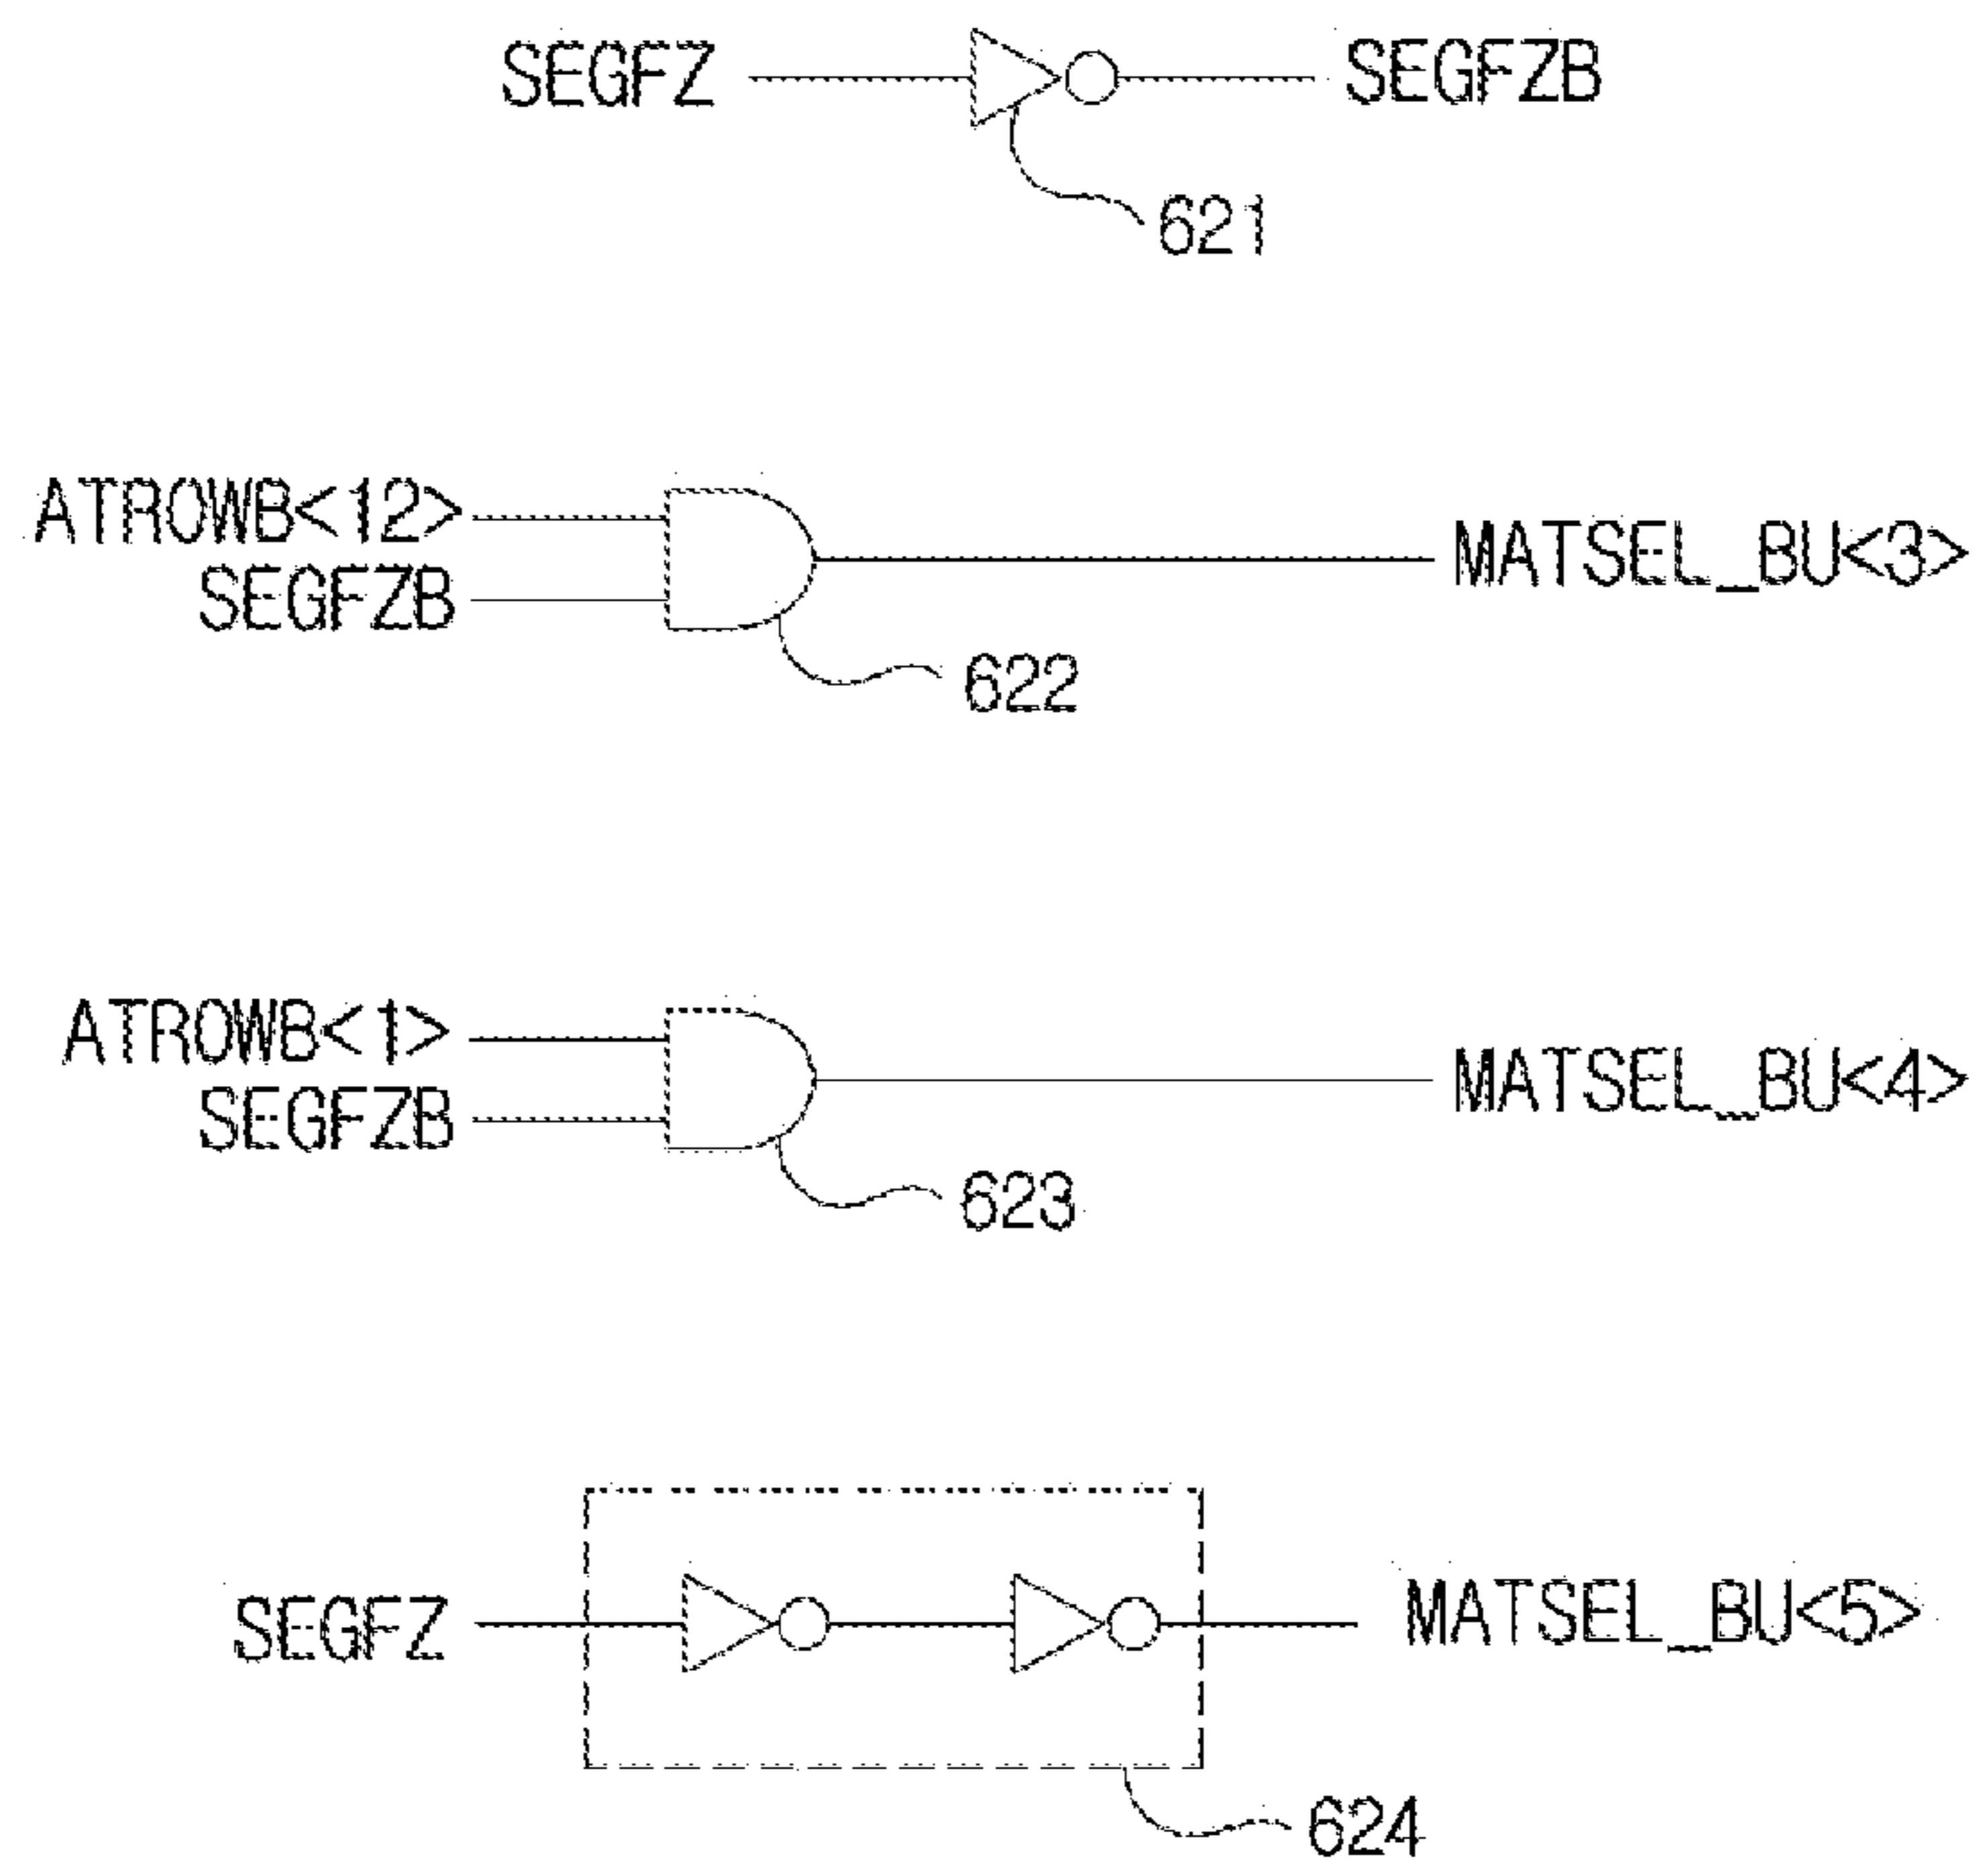 SEGFZ SEGFZB
621
ATROWB<12>
SEGFZB
MATSEL_BU<3>
622
ATROWB<1>
SEGFZB
MATSEL_BU<4>
623
SEGFZ MATSEL_BU<5>
624